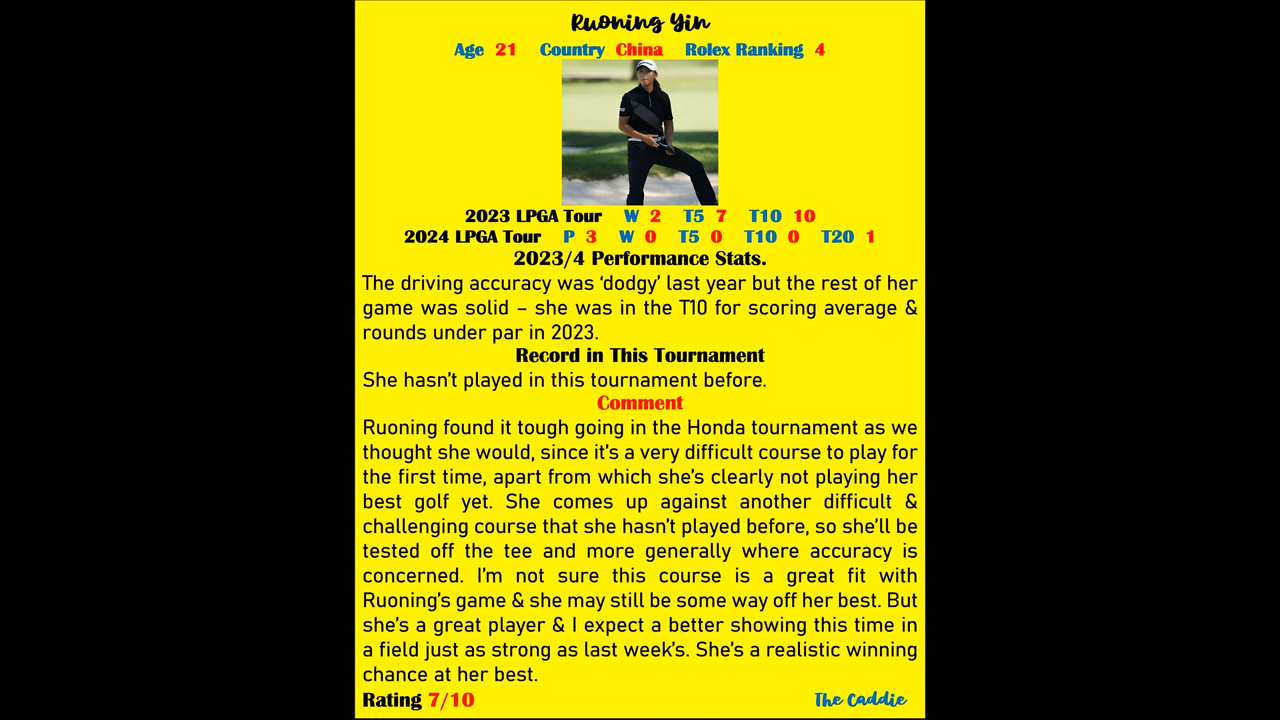 Ruoning Yin
Age 21 Country China Rolex Ranking 4
2023 LPGA Tour W 2 T5 7 T10 10
2024 LPGA Tour P 3 W 0 T5 0 T10 0 T20 1
2023/4 Performance Stats.
The driving accuracy was ‘dodgy’ last year but the rest of her
game was solid – she was in the T10 for scoring average &
rounds under par in 2023.
Record in This Tournament
She hasn’t played in this tournament before.
Comment
Ruoning found it tough going in the Honda tournament as we
thought she would, since it’s a very difficult course to play for
the first time, apart from which she’s clearly not playing her
best golf yet. She comes up against another difficult &
challenging course that she hasn’t played before, so she’ll be
tested off the tee and more generally where accuracy is
concerned. I’m not sure this course is a great fit with
Ruoning’s game & she may still be some way off her best. But
she’s a great player & I expect a better showing this time in
a field just as strong as last week’s. She’s a realistic winning
chance at her best.
Rating 7/10 The Caddie